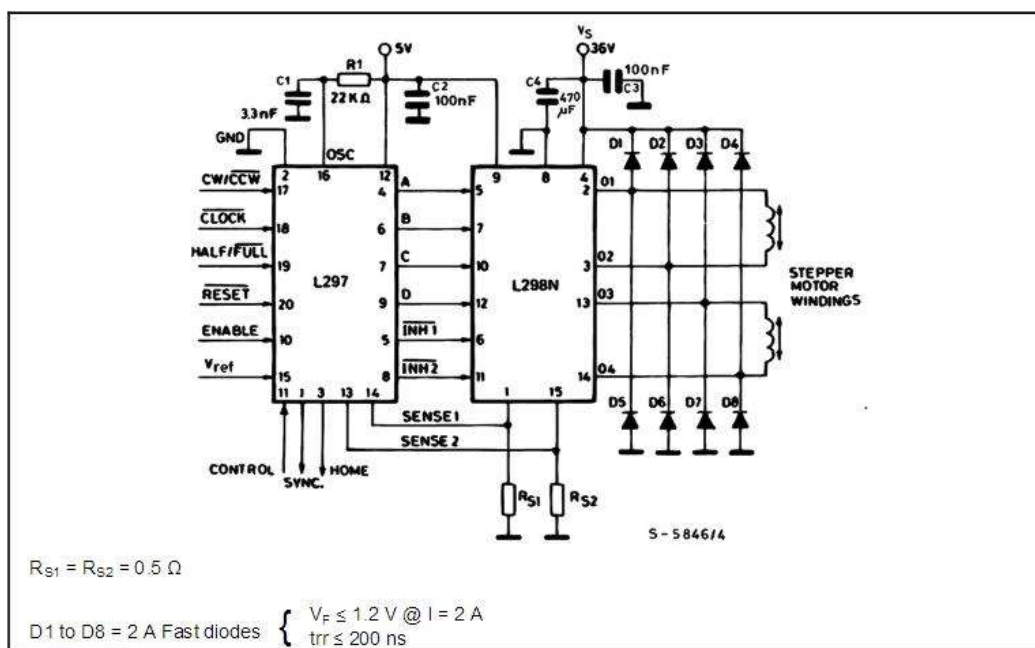 VS
5V
36V
R1
C1
22KΩ
3.3nF
C2
100nF
C4
470
µF
100nF
C3
GND
OSC
D1 D2 D3 D4
2 16 12
9 8 4
CW/CCW 17
4 A 5
2 O1
CLOCK 18
6 B 7
HALF/FULL 19
7 C 10
3 O2
L297
L298N
STEPPER
MOTOR
WINDINGS
RESET 20
9 D 12
13 O3
ENABLE 10
5 INH1 6
Vref 15
8 INH2 11
14 O4
11 1 3 13 14
1 15
D5 D6 D7 D8
SENSE1
SENSE2
CONTROL
SYNC.
HOME
RS1
RS2
S-5846/4
RS1 = RS2 = 0.5 Ω
VF ≤ 1.2 V @ I = 2 A
D1 to D8 = 2 A Fast diodes {
trr ≤ 200 ns